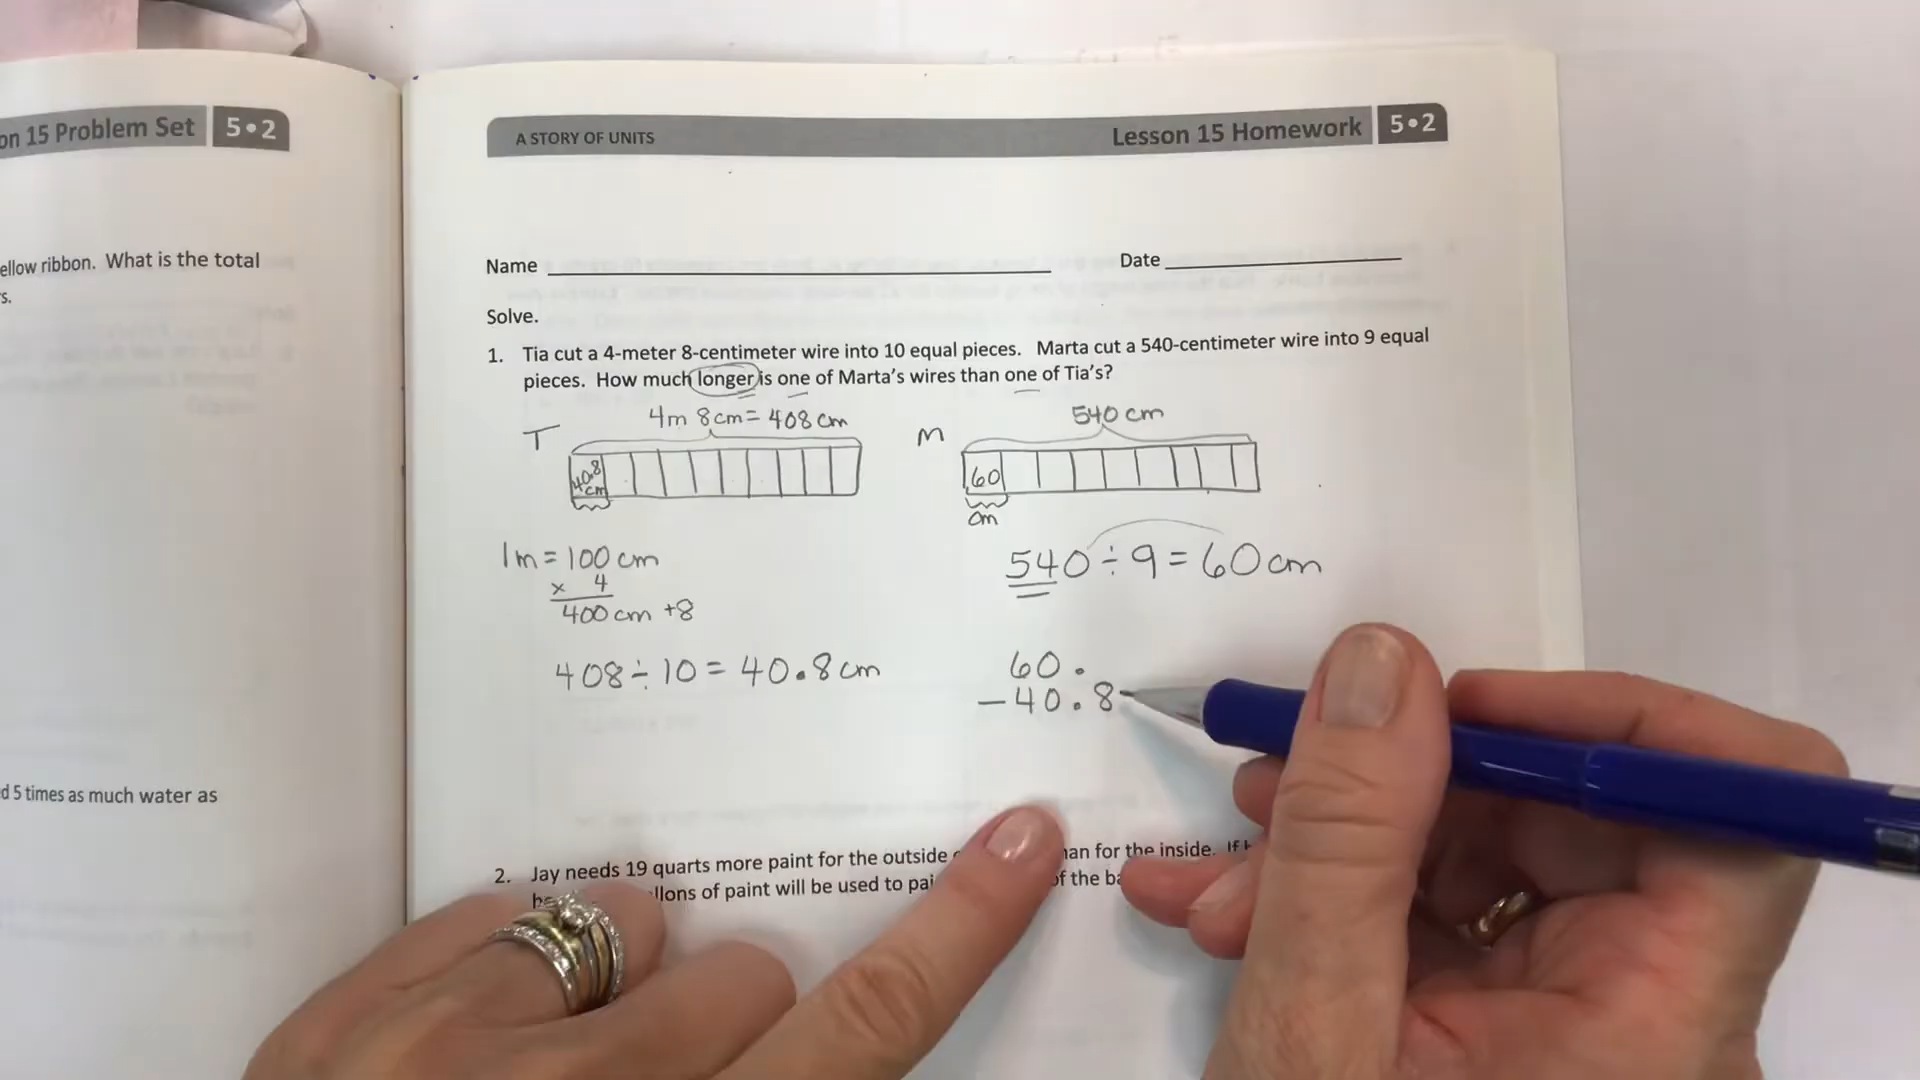 on 15 Problem Set 5•2
ellow ribbon. What is the total
s.
d 5 times as much water as
A STORY OF UNITS Lesson 15 Homework 5•2
Name Date
Solve.
1. Tia cut a 4-meter 8-centimeter wire into 10 equal pieces. Marta cut a 540-centimeter wire into 9 equal
pieces. How much longer is one of Marta's wires than one of Tia's?
4m 8cm = 408 cm
T
40.8 cm
540 cm
M
60
cm
1m = 100 cm
x 4
400 cm +8
408 ÷ 10 = 40.8 cm
540 ÷ 9 = 60 cm
60.
- 40.8
2. Jay needs 19 quarts more paint for the outside an for the inside. If
llons of paint will be used to pai of the ba